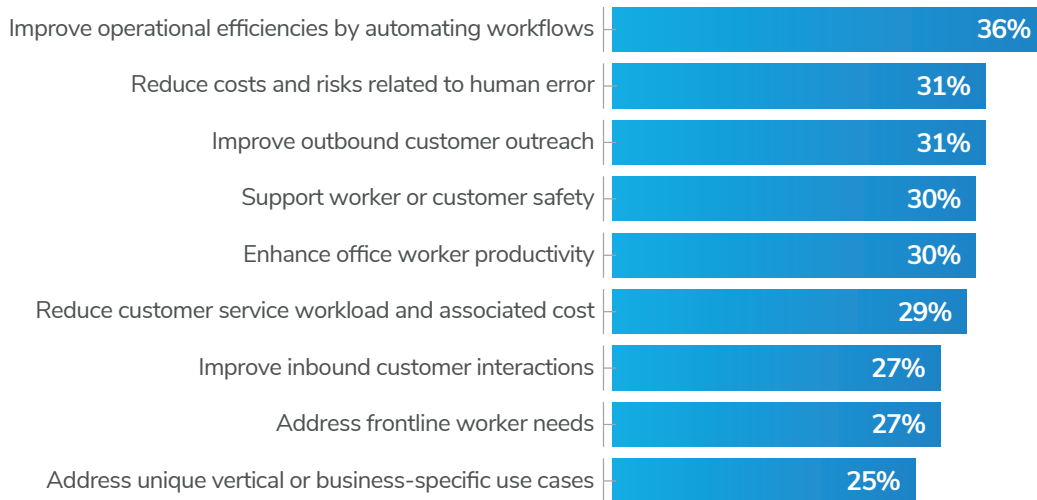 Improve operational efficiencies by automating workflows 36%
Reduce costs and risks related to human error 31%
Improve outbound customer outreach 31%
Support worker or customer safety 30%
Enhance office worker productivity 30%
Reduce customer service workload and associated cost 29%
Improve inbound customer interactions 27%
Address frontline worker needs 27%
Address unique vertical or business-specific use cases 25%